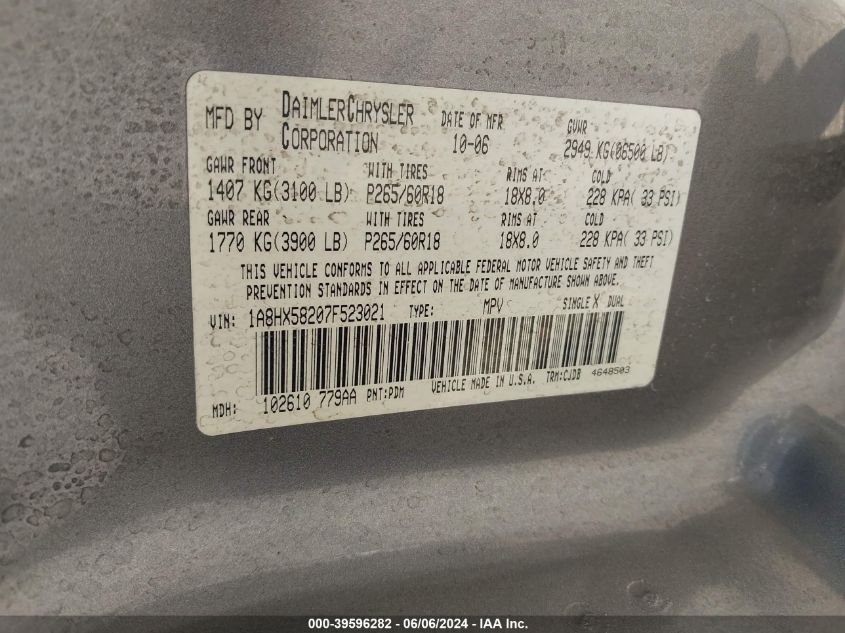 MFD BY DAIMLERCHRYSLER CORPORATION DATE OF MFR 10-06 GVWR 2949 KG(06500 LB)
GAWR FRONT WITH TIRES RIMS AT COLD
1407 KG(3100 LB) P265/60R18 18X8.0 228 KPA( 33 PSI)
GAWR REAR WITH TIRES RIMS AT COLD
1770 KG(3900 LB) P265/60R18 18X8.0 228 KPA( 33 PSI)
THIS VEHICLE CONFORMS TO ALL APPLICABLE FEDERAL MOTOR VEHICLE SAFETY AND THEFT
PREVENTION STANDARDS IN EFFECT ON THE DATE OF MANUFACTURE SHOWN ABOVE.
VIN: 1A8HX58207F523021 TYPE: MPV SINGLE X DUAL
MDH: 102610 779AA PNT:PDM VEHICLE MADE IN U.S.A. TRM:CJDB 4648503
000-39596282 - 06/06/2024 - IAA Inc.